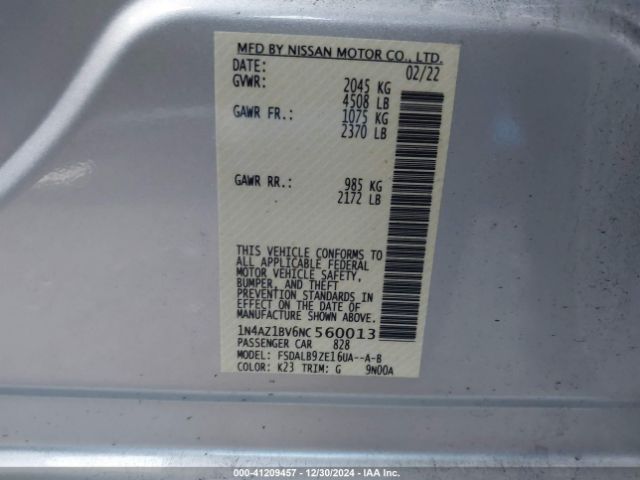 MFD BY NISSAN MOTOR CO., LTD.
DATE: 02/22
GVWR: 2045 KG
4508 LB
GAWR FR.: 1075 KG
2370 LB
GAWR RR.: 985 KG
2172 LB
THIS VEHICLE CONFORMS TO
ALL APPLICABLE FEDERAL
MOTOR VEHICLE SAFETY,
BUMPER, AND THEFT
PREVENTION STANDARDS IN
EFFECT ON THE DATE OF
MANUFACTURE SHOWN ABOVE.
1N4AZ1BV6NC560013
PASSENGER CAR 828
MODEL: FSDALB9ZE16UA--A-B
COLOR: K23 TRIM: G 9N00A
000-41209457 - 12/30/2024 - IAA Inc.